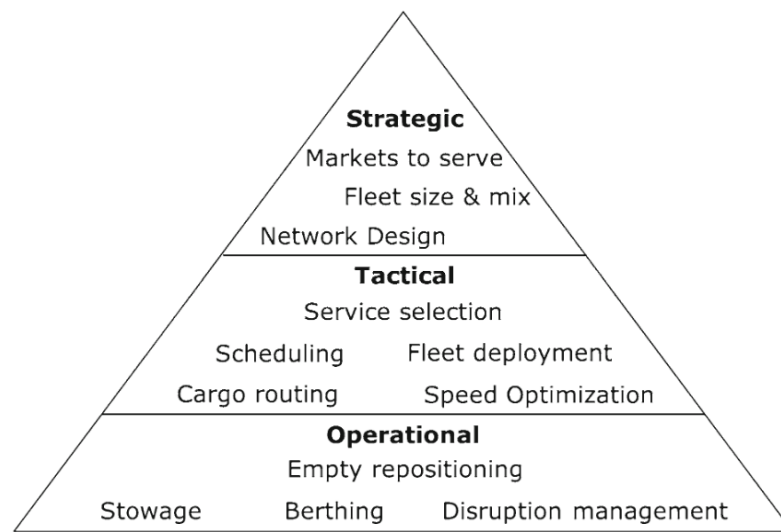 Strategic
Markets to serve
Fleet size & mix
Network Design
Tactical
Service selection
Scheduling Fleet deployment
Cargo routing Speed Optimization
Operational
Empty repositioning
Stowage Berthing Disruption management